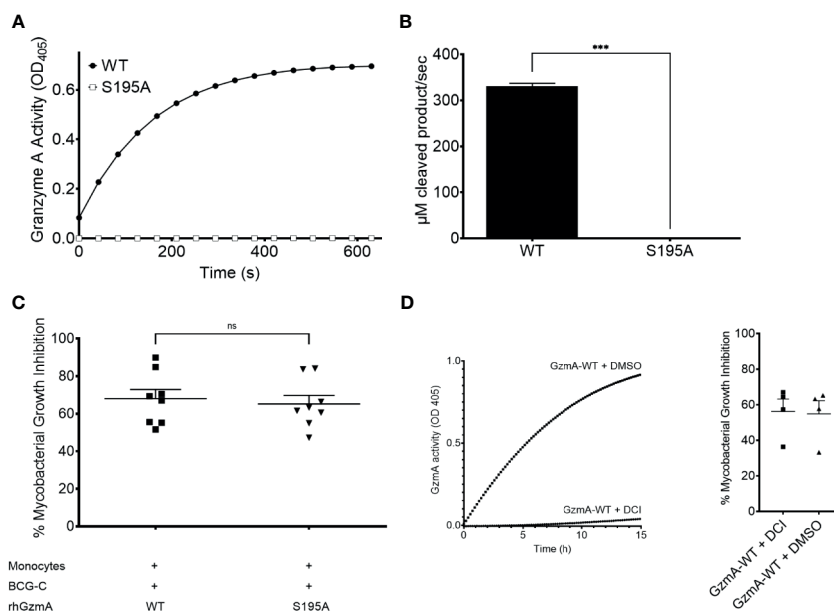 A
Granzyme A Activity (OD405)
0.6
0.4
0.2
0.0
WT
S195A
0 200 400 600
Time (s)
B
***
µM cleaved product/sec
400
300
200
100
0
WT S195A
C
ns
% Mycobacterial Growth Inhibition
100
80
60
40
20
0
Monocytes + +
BCG-C + +
rhGzmA WT S195A
D
GzmA activity (OD 405)
1.0
0.5
0.0
GzmA-WT + DMSO
GzmA-WT + DCI
0 5 10 15
Time (h)
% Mycobacterial Growth Inhibition
100
80
60
40
20
0
GzmA-WT + DCI
GzmA-WT + DMSO